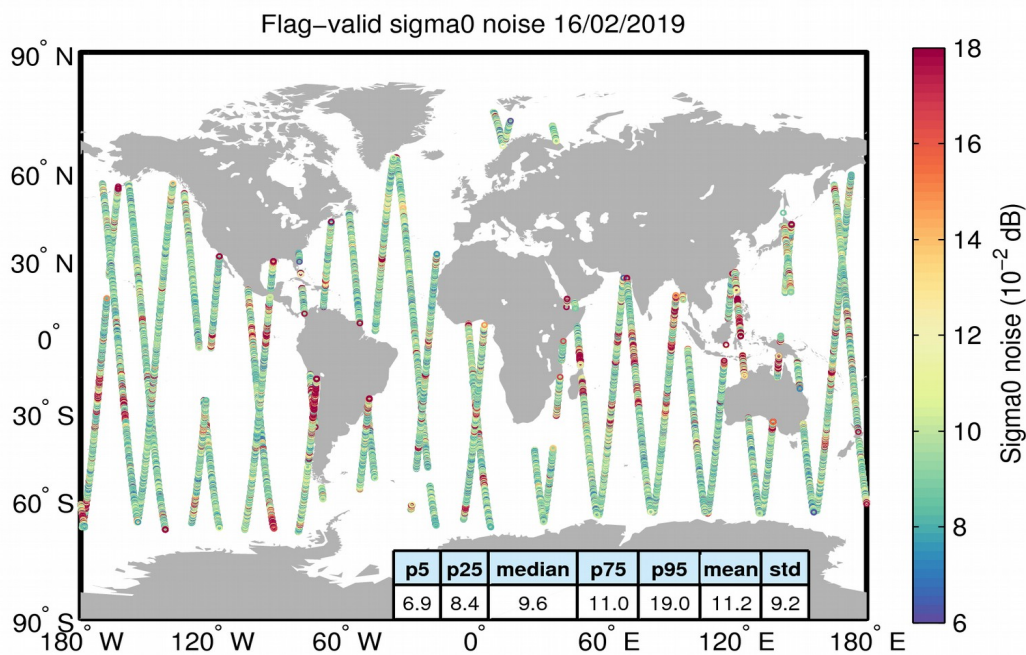 Flag−valid sigma0 noise 16/02/2019
90° N
60° N
30° N
0°
30° S
60° S
90° S
180° W
120° W
60° W
0°
60° E
120° E
180° E
p5 p25 median p75 p95 mean std
6.9 8.4 9.6 11.0 19.0 11.2 9.2
18
16
14
12
10
8
6
Sigma0 noise (10⁻² dB)